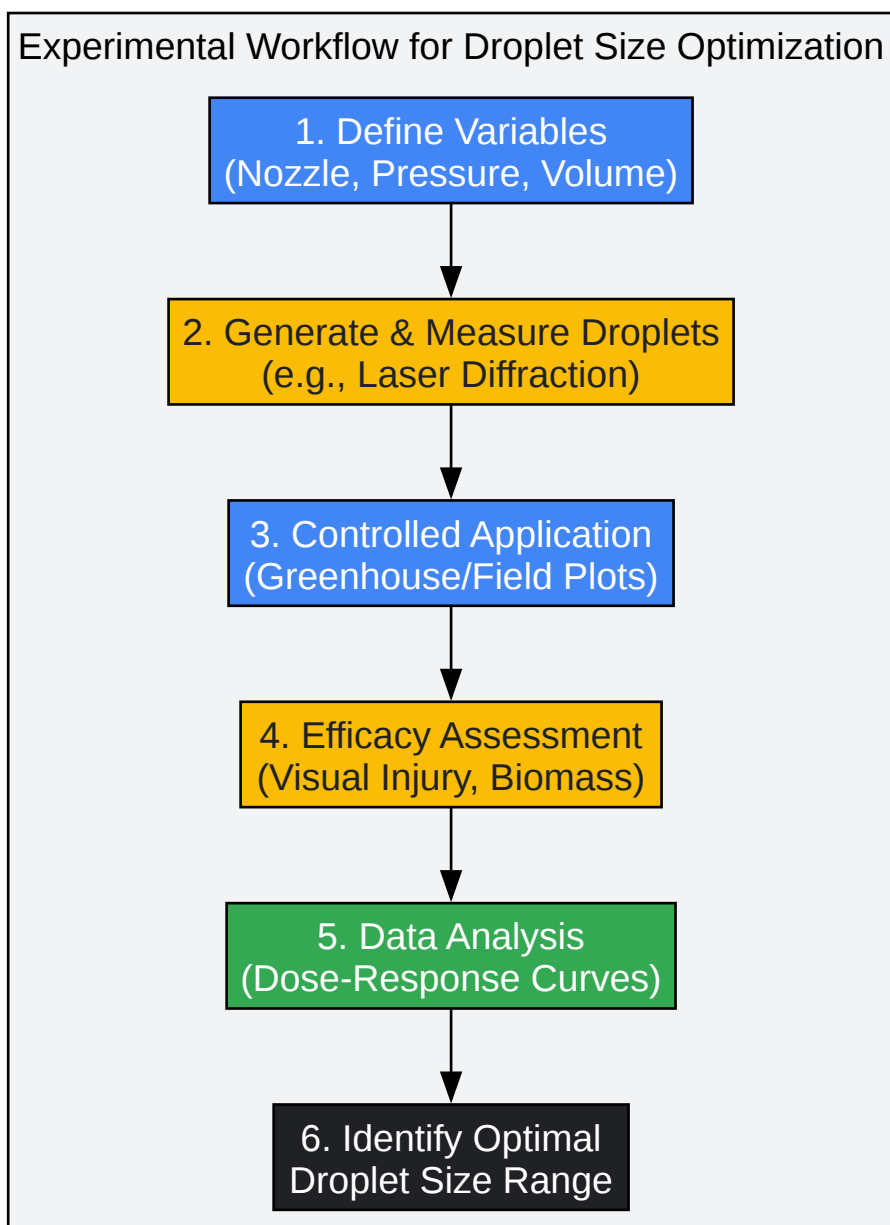 Experimental Workflow for Droplet Size Optimization
1. Define Variables
(Nozzle, Pressure, Volume)
2. Generate & Measure Droplets
(e.g., Laser Diffraction)
3. Controlled Application
(Greenhouse/Field Plots)
4. Efficacy Assessment
(Visual Injury, Biomass)
5. Data Analysis
(Dose-Response Curves)
6. Identify Optimal
Droplet Size Range